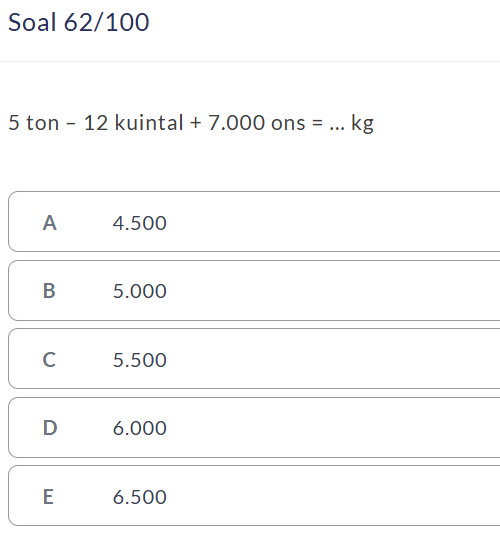 Soal 62/100
5 ton – 12 kuintal + 7.000 ons = ... kg
A 4.500
B 5.000
C 5.500
D 6.000
E 6.500